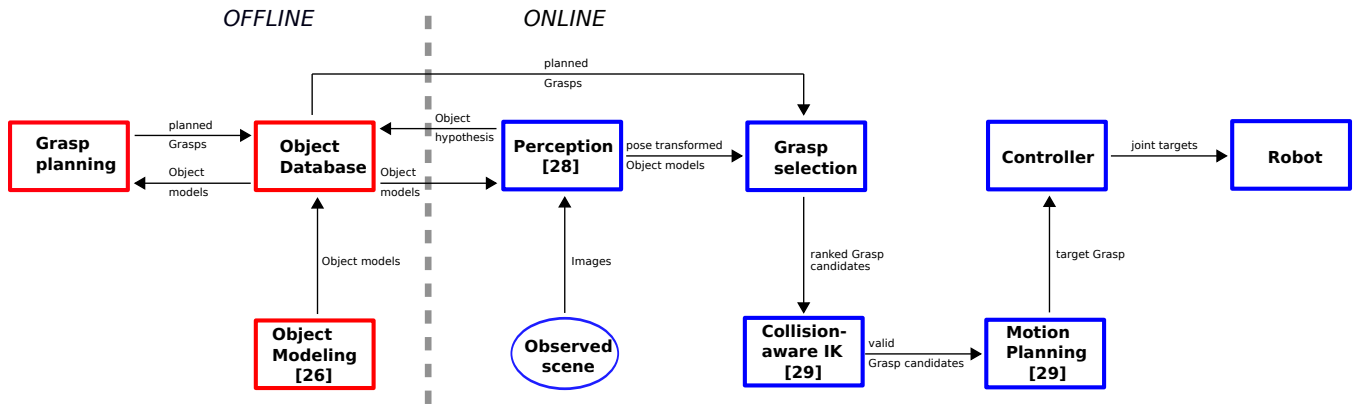 OFFLINE
ONLINE
planned
Grasps
Grasp
planning
planned
Grasps
Object
models
Object
Database
Object
hypothesis
Object
models
Perception
[28]
pose transformed
Object models
Grasp
selection
Controller
joint targets
Robot
Object models
Images
ranked Grasp
candidates
target Grasp
Object
Modeling
[26]
Observed
scene
Collision-
aware IK
[29]
valid
Grasp candidates
Motion
Planning
[29]